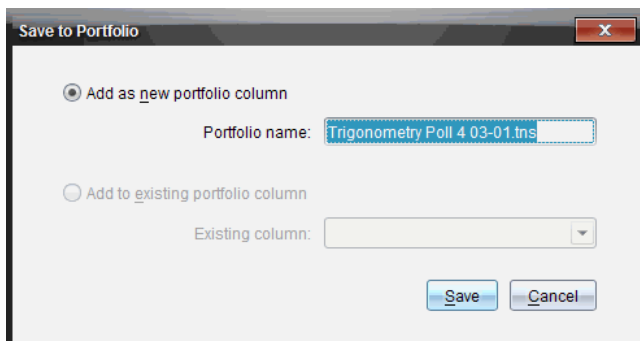 Save to Portfolio
Add as new portfolio column
Portfolio name: Trigonometry Poll 4 03-01.tns
Add to existing portfolio column
Existing column:
Save Cancel